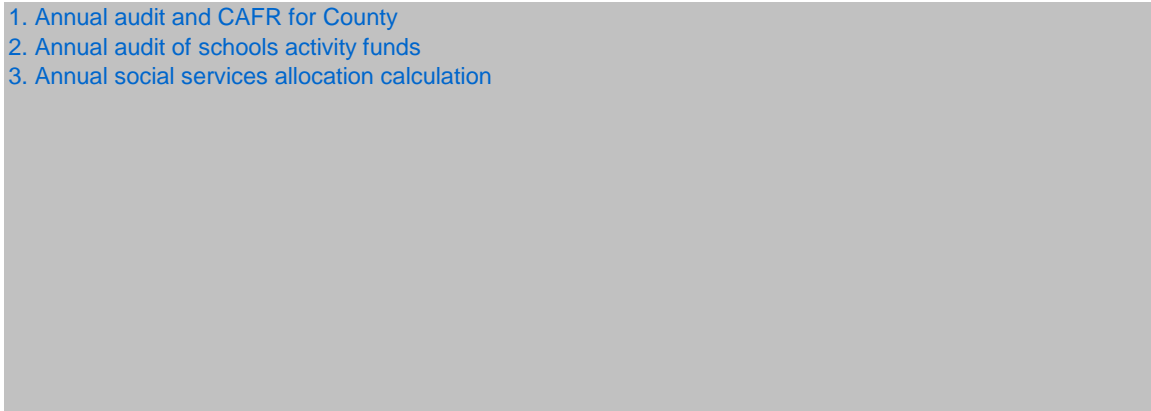 1. Annual audit and CAFR for County
2. Annual audit of schools activity funds
3. Annual social services allocation calculation